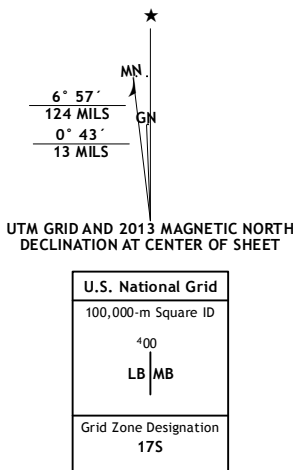 ★
MN
6° 57´
124 MILS
GN
0° 43´
13 MILS
UTM GRID AND 2013 MAGNETIC NORTH
DECLINATION AT CENTER OF SHEET
U.S. National Grid
100,000-m Square ID
⁴00
LB MB
Grid Zone Designation
17S